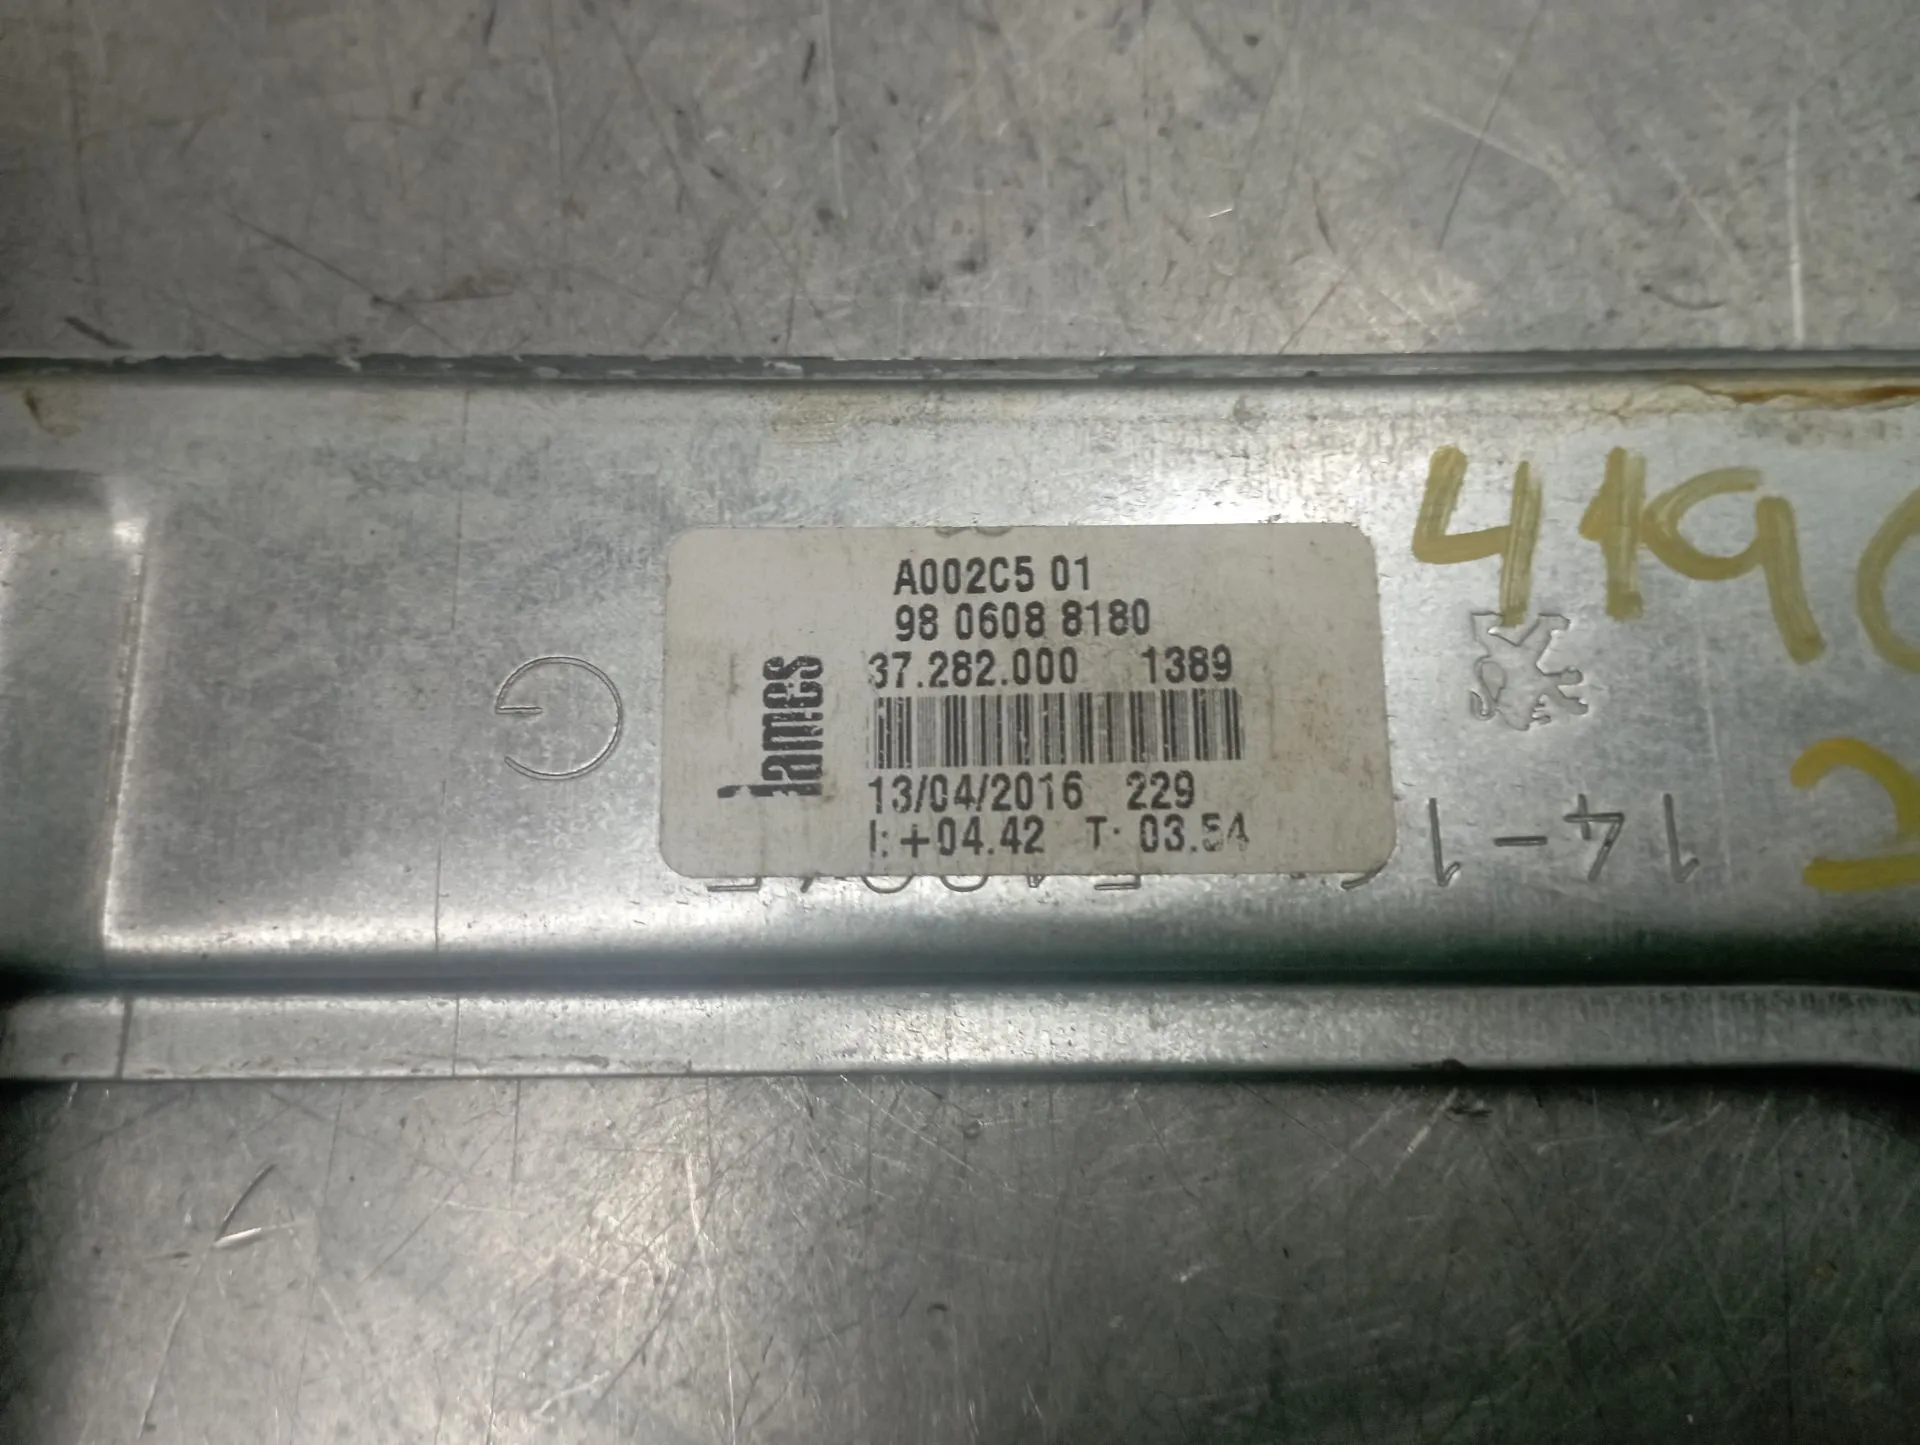 A002C5 01
98 0608 8180
37.282.000 1389
lames
13/04/2016 229
I: +04.42 T: 03.54
G
419
2
14-1